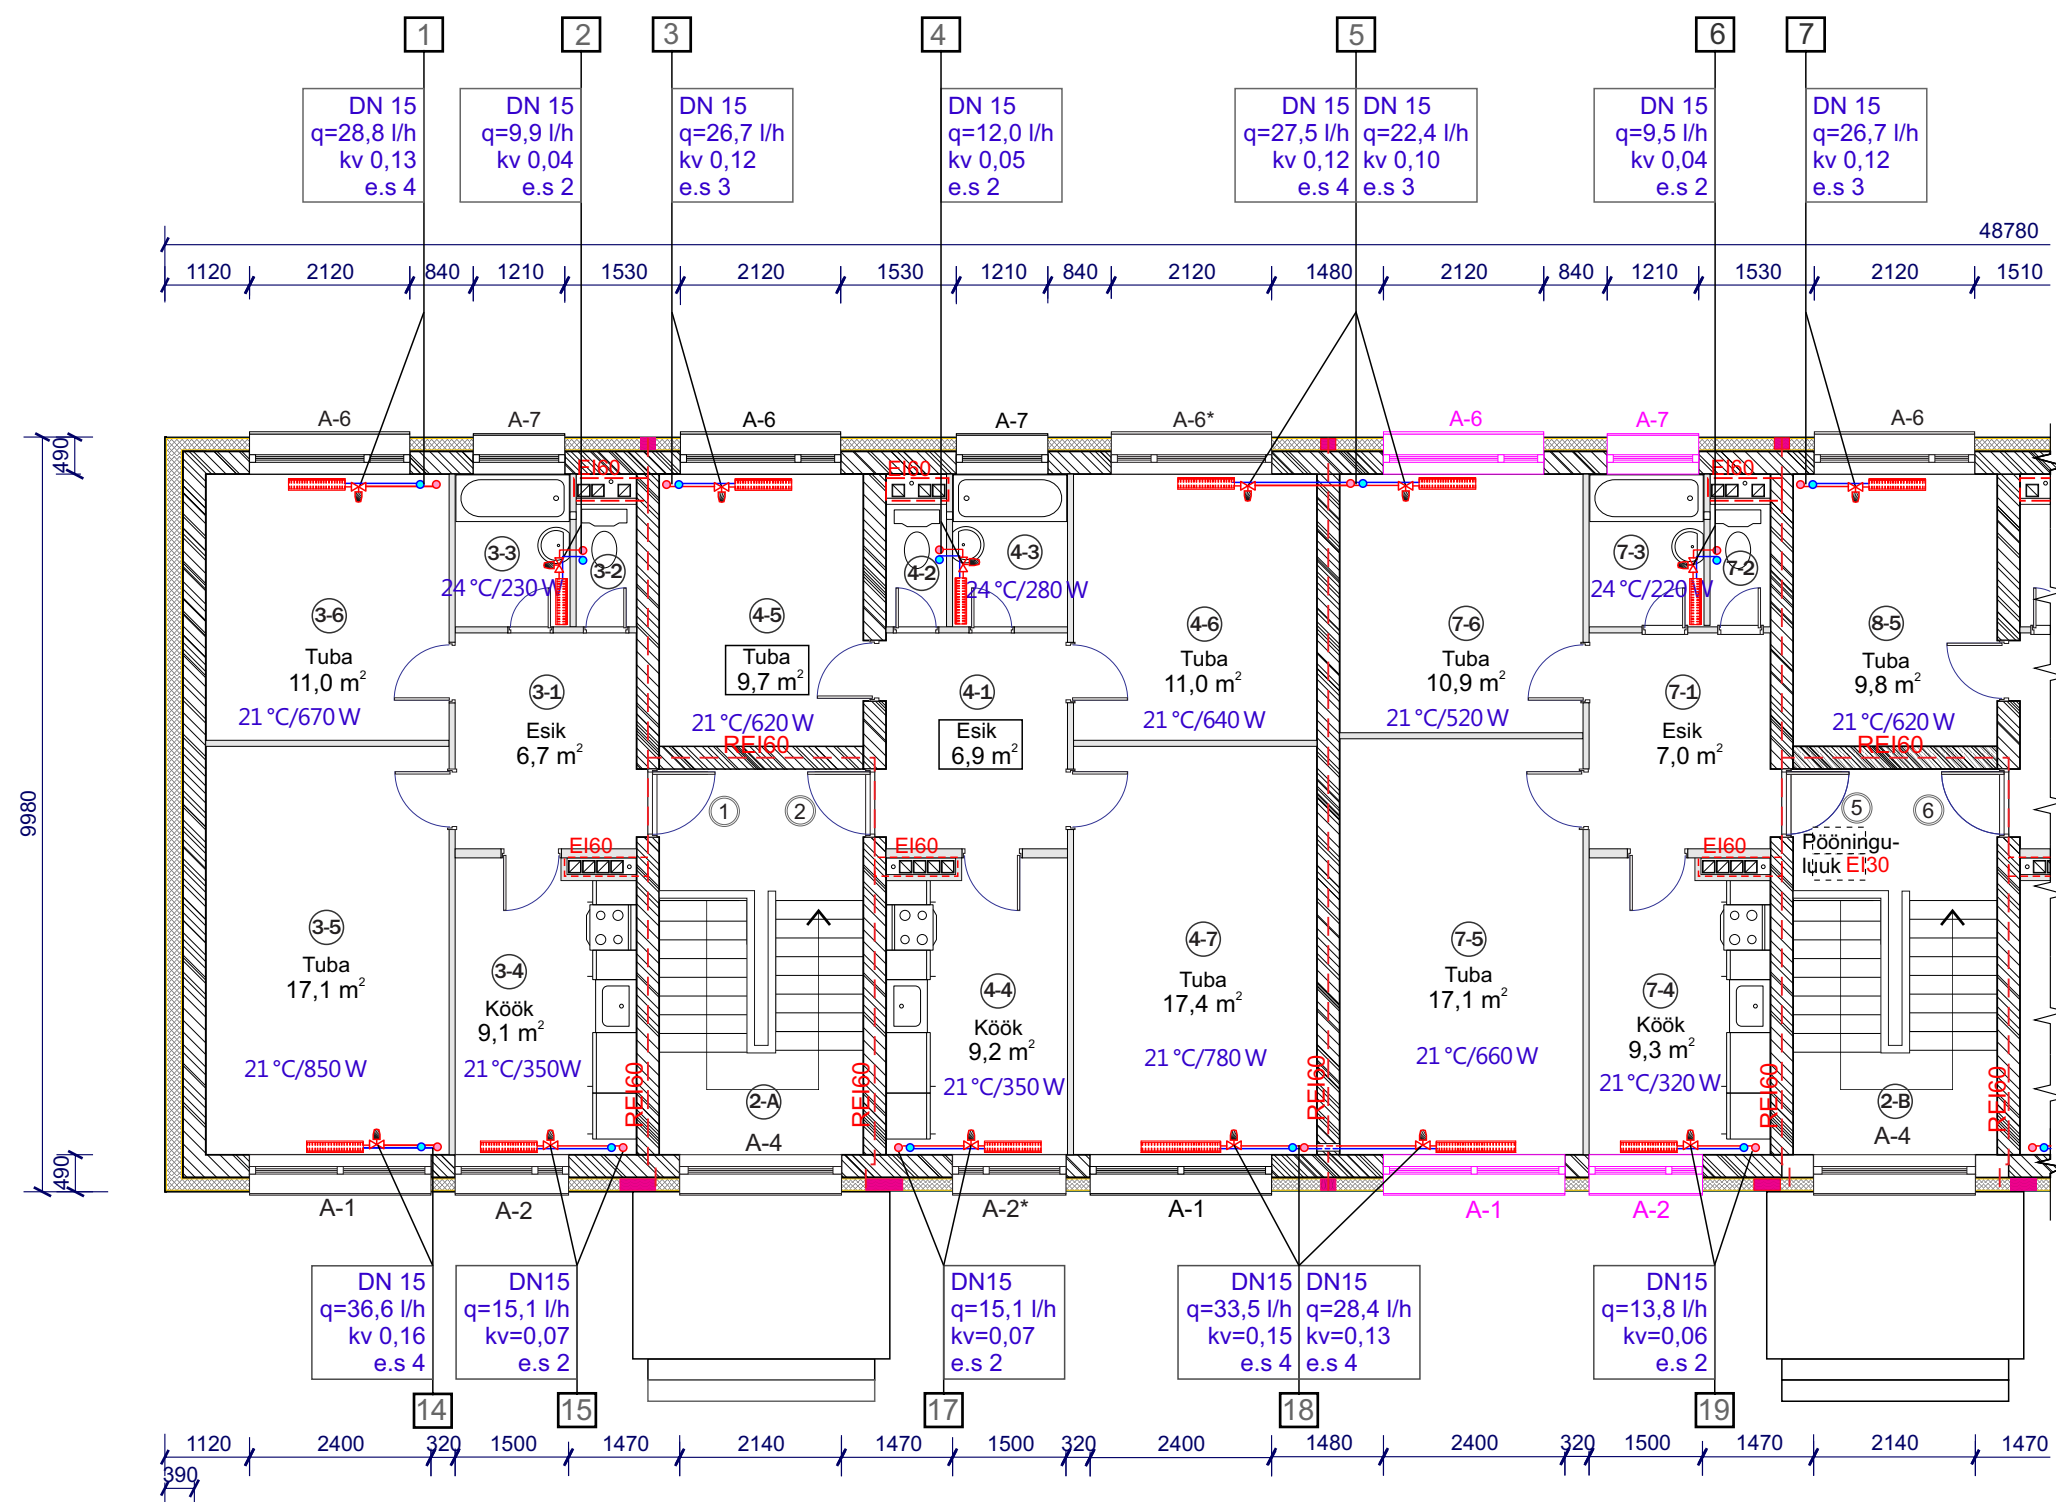 1 2 3 4 5 6 7
DN 15
q=28,8 l/h
kv 0,13
e.s 4
DN 15
q=9,9 l/h
kv 0,04
e.s 2
DN 15
q=26,7 l/h
kv 0,12
e.s 3
DN 15
q=12,0 l/h
kv 0,05
e.s 2
DN 15
q=27,5 l/h
kv 0,12
e.s 4
DN 15
q=22,4 l/h
kv 0,10
e.s 3
DN 15
q=9,5 l/h
kv 0,04
e.s 2
DN 15
q=26,7 l/h
kv 0,12
e.s 3
48780
1120 2120 840 1210 1530 2120 1530 1210 840 2120 1480 2120 840 1210 1530 2120 1510
A-6 A-7 A-6 A-7 A-6* A-6 A-7 A-6
490
9980
490
EI60 EI60 EI60
3-3
24 °C/230 W
3-2
4-2
4-3
24 °C/280 W
7-3
24 °C/220 W
7-2
3-6
Tuba
11,0 m²
21 °C/670 W
3-1
Esik
6,7 m²
4-5
Tuba
9,7 m²
21 °C/620 W
REI60
4-1
Esik
6,9 m²
4-6
Tuba
11,0 m²
21 °C/640 W
7-6
Tuba
10,9 m²
21 °C/520 W
7-1
Esik
7,0 m²
8-5
Tuba
9,8 m²
21 °C/620 W
REI60
1 2
5 6
Pööningu-
luuk EI30
EI60 EI60 EI60
3-5
Tuba
17,1 m²
21 °C/850 W
3-4
Köök
9,1 m²
21 °C/350W
REI60
2-A
A-4
REI60
4-4
Köök
9,2 m²
21 °C/350 W
4-7
Tuba
17,4 m²
21 °C/780 W
REI60
7-5
Tuba
17,1 m²
21 °C/660 W
7-4
Köök
9,3 m²
21 °C/320 W
REI60
2-B
A-4
REI60
A-1 A-2 A-2* A-1 A-1 A-2
DN 15
q=36,6 l/h
kv 0,16
e.s 4
DN15
q=15,1 l/h
kv=0,07
e.s 2
DN15
q=15,1 l/h
kv=0,07
e.s 2
DN15
q=33,5 l/h
kv=0,15
e.s 4
DN15
q=28,4 l/h
kv=0,13
e.s 4
DN15
q=13,8 l/h
kv=0,06
e.s 2
14 15 17 18 19
1120 2400 320 1500 1470 2140 1470 1500 320 2400 1480 2400 320 1500 1470 2140 1470
390